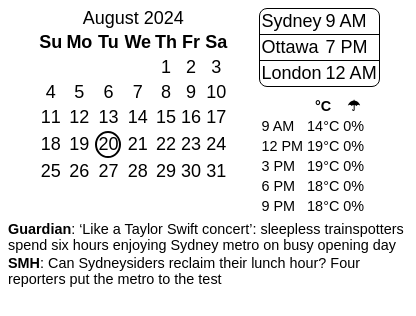 August 2024
Su Mo Tu We Th Fr Sa
1 2 3
4 5 6 7 8 9 10
11 12 13 14 15 16 17
18 19 20 21 22 23 24
25 26 27 28 29 30 31
Sydney 9 AM
Ottawa 7 PM
London 12 AM
°C ☂
9 AM 14°C 0%
12 PM 19°C 0%
3 PM 19°C 0%
6 PM 18°C 0%
9 PM 18°C 0%
Guardian: ‘Like a Taylor Swift concert’: sleepless trainspotters
spend six hours enjoying Sydney metro on busy opening day
SMH: Can Sydneysiders reclaim their lunch hour? Four
reporters put the metro to the test